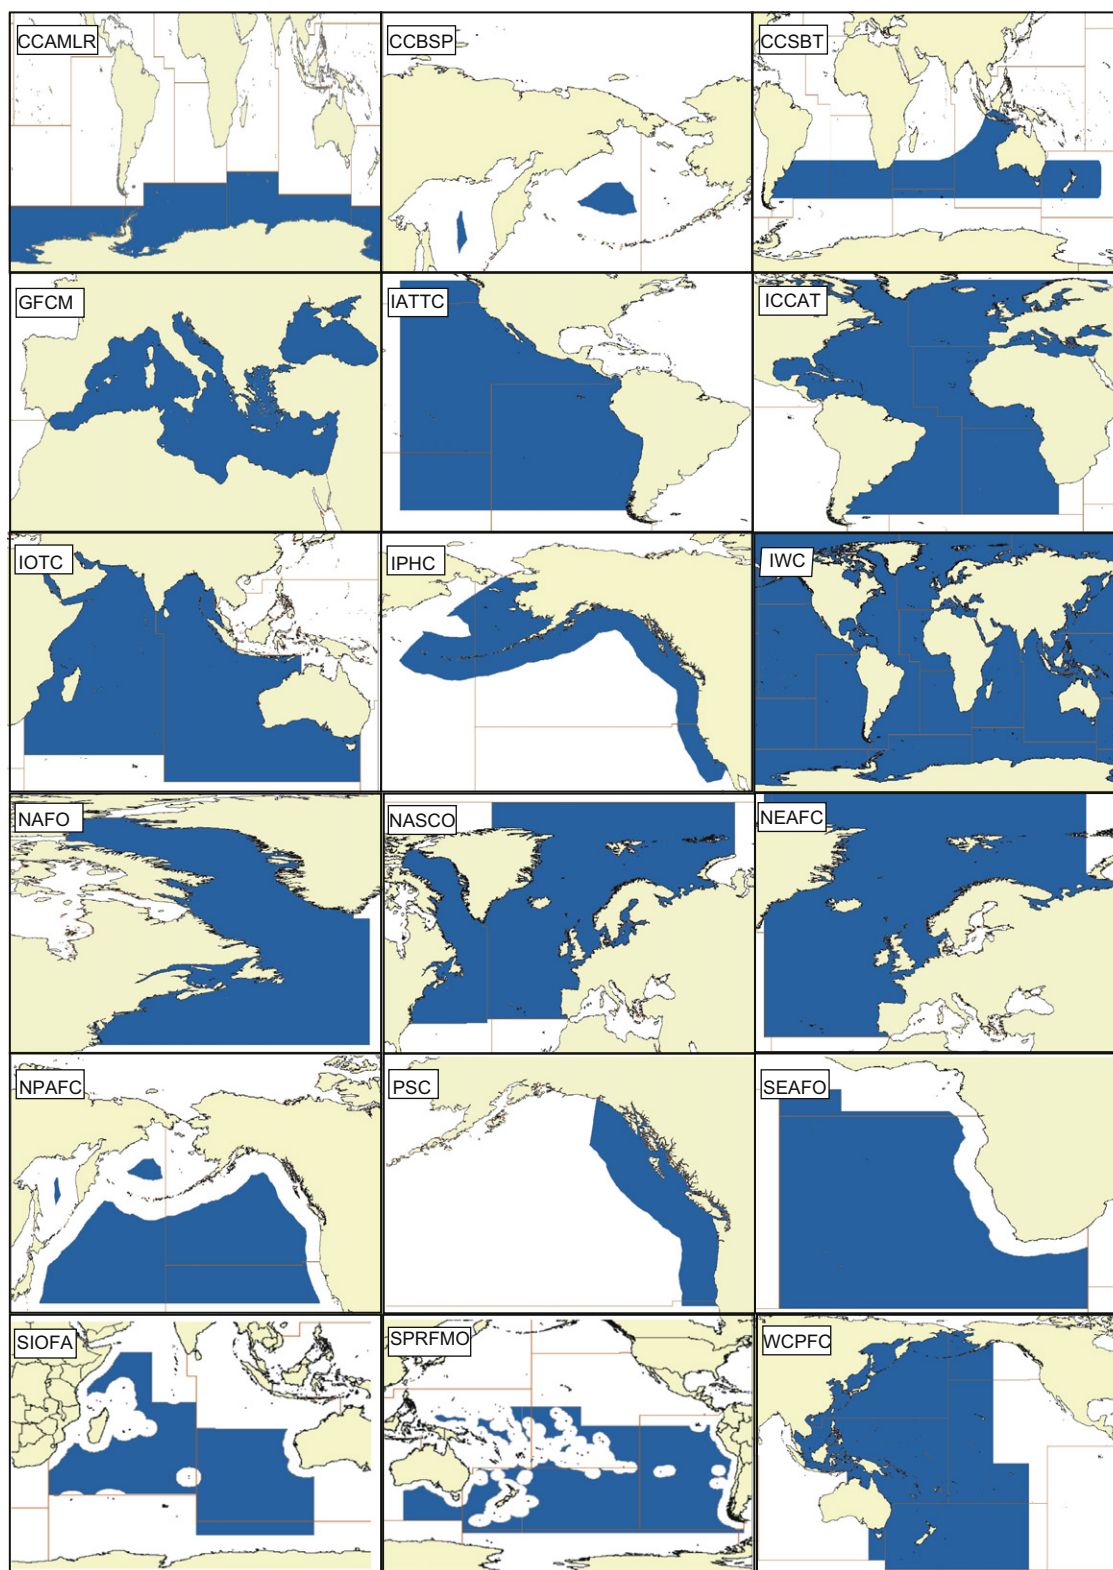 CCAMLR
CCBSP
CCSBT
GFCM
IATTC
ICCAT
IOTC
IPHC
IWC
NAFO
NASCO
NEAFC
NPAFC
PSC
SEAFO
SIOFA
SPRFMO
WCPFC